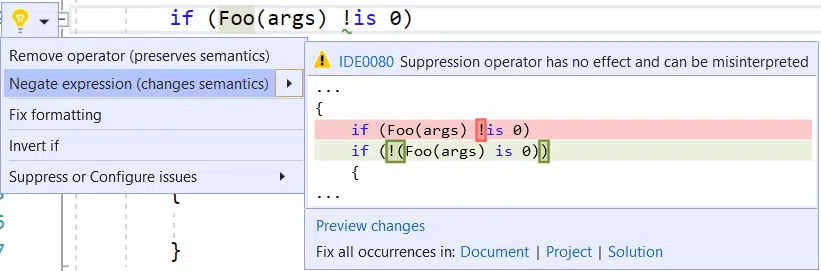 if (Foo(args) !is 0)
Remove operator (preserves semantics)
Negate expression (changes semantics)
Fix formatting
Invert if
Suppress or Configure issues
IDE0080 Suppression operator has no effect and can be misinterpreted
...
{
if (Foo(args) !is 0)
if (!(Foo(args) is 0))
{
...
Preview changes
Fix all occurrences in: Document | Project | Solution
{
}